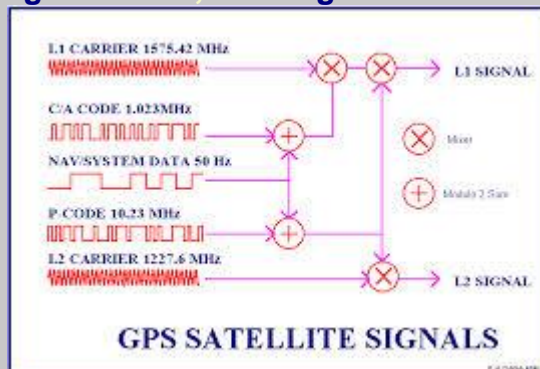 L1 CARRIER 1575.42 MHz
L1 SIGNAL
C/A CODE 1.023MHz
NAV/SYSTEM DATA 50 Hz
Mixer
Modulo 2 Sum
P-CODE 10.23 MHz
L2 CARRIER 1227.6 MHz
L2 SIGNAL
GPS SATELLITE SIGNALS